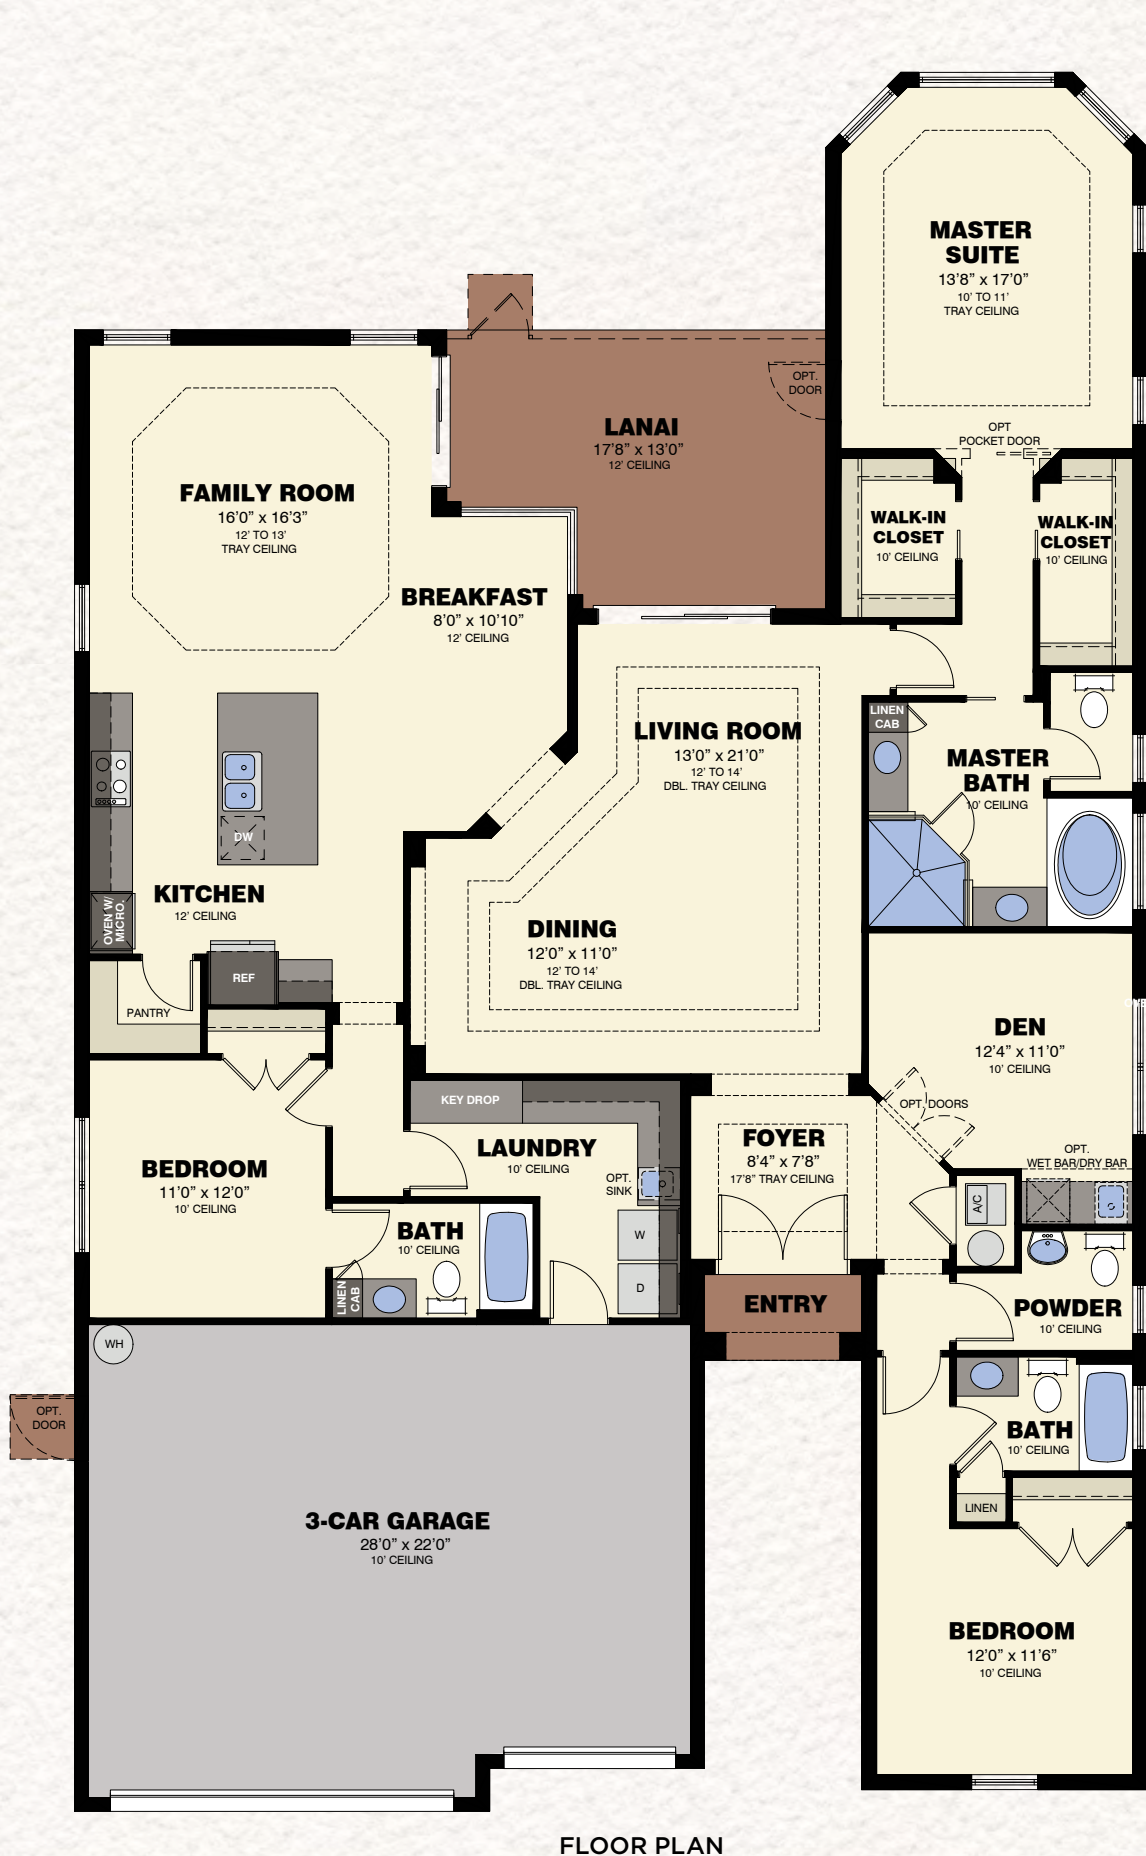 MASTER
SUITE
13'8" x 17'0"
10' TO 11'
TRAY CEILING
OPT.
DOOR
LANAI
17'8" x 13'0"
12' CEILING
OPT
POCKET DOOR
FAMILY ROOM
16'0" x 16'3"
12' TO 13'
TRAY CEILING
WALK-IN
CLOSET
10' CEILING
WALK-IN
CLOSET
10' CEILING
BREAKFAST
8'0" x 10'10"
12' CEILING
LINEN
CAB
LIVING ROOM
13'0" x 21'0"
12' TO 14'
DBL. TRAY CEILING
MASTER
BATH
10' CEILING
DW
KITCHEN
12' CEILING
OVEN W/
MICRO.
REF
PANTRY
DINING
12'0" x 11'0"
12' TO 14'
DBL. TRAY CEILING
DEN
12'4" x 11'0"
10' CEILING
OPT. DOORS
KEY DROP
LAUNDRY
10' CEILING
OPT.
SINK
W
D
FOYER
8'4" x 7'8"
17'8" TRAY CEILING
OPT.
WET BAR/DRY BAR
A/C
BEDROOM
11'0" x 12'0"
10' CEILING
BATH
10' CEILING
LINEN
CAB
ENTRY
POWDER
10' CEILING
WH
OPT.
DOOR
BATH
10' CEILING
LINEN
3-CAR GARAGE
28'0" x 22'0"
10' CEILING
BEDROOM
12'0" x 11'6"
10' CEILING
FLOOR PLAN